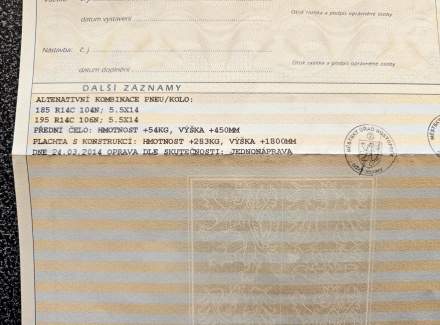 č. j.
datum vystavení
Otisk razítka a podpis oprávněné osoby
Nástavba: č. j.
datum doplnění
Otisk razítka a podpis oprávněné osoby
DALŠÍ ZÁZNAMY
ALTERNATIVNÍ KOMBINACE PNEU/KOLO:
185 R14C 104N; 5.5X14
195 R14C 106N; 5.5X14
PŘEDNÍ ČELO: HMOTNOST +54KG, VÝŠKA +450MM
PLACHTA S KONSTRUKCÍ: HMOTNOST +283KG, VÝŠKA +1800MM
DNE 24.03.2014 OPRAVA DLE SKUTEČNOSTI: JEDNONÁPRAVA
MĚSTSKÝ ÚŘAD